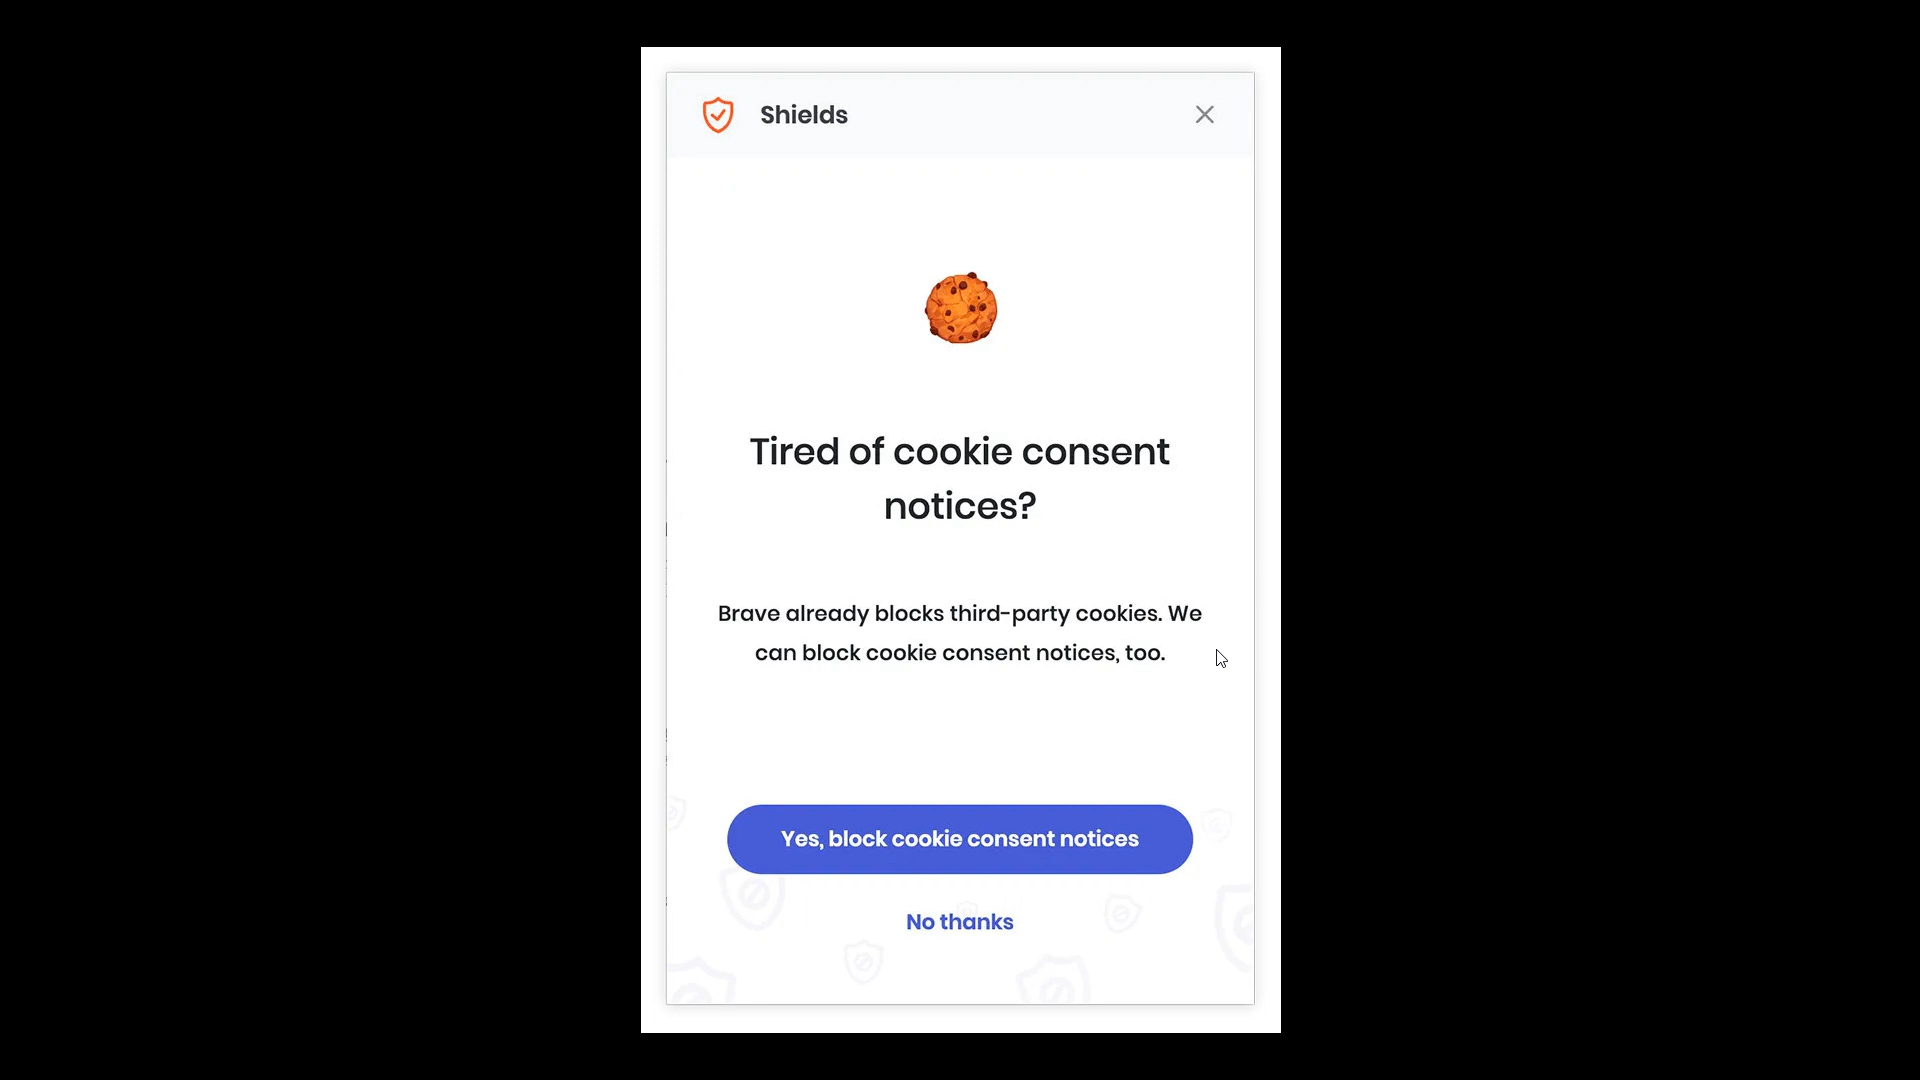 Shields
Tired of cookie consent
notices?
Brave already blocks third-party cookies. We
can block cookie consent notices, too.
Yes, block cookie consent notices
No thanks